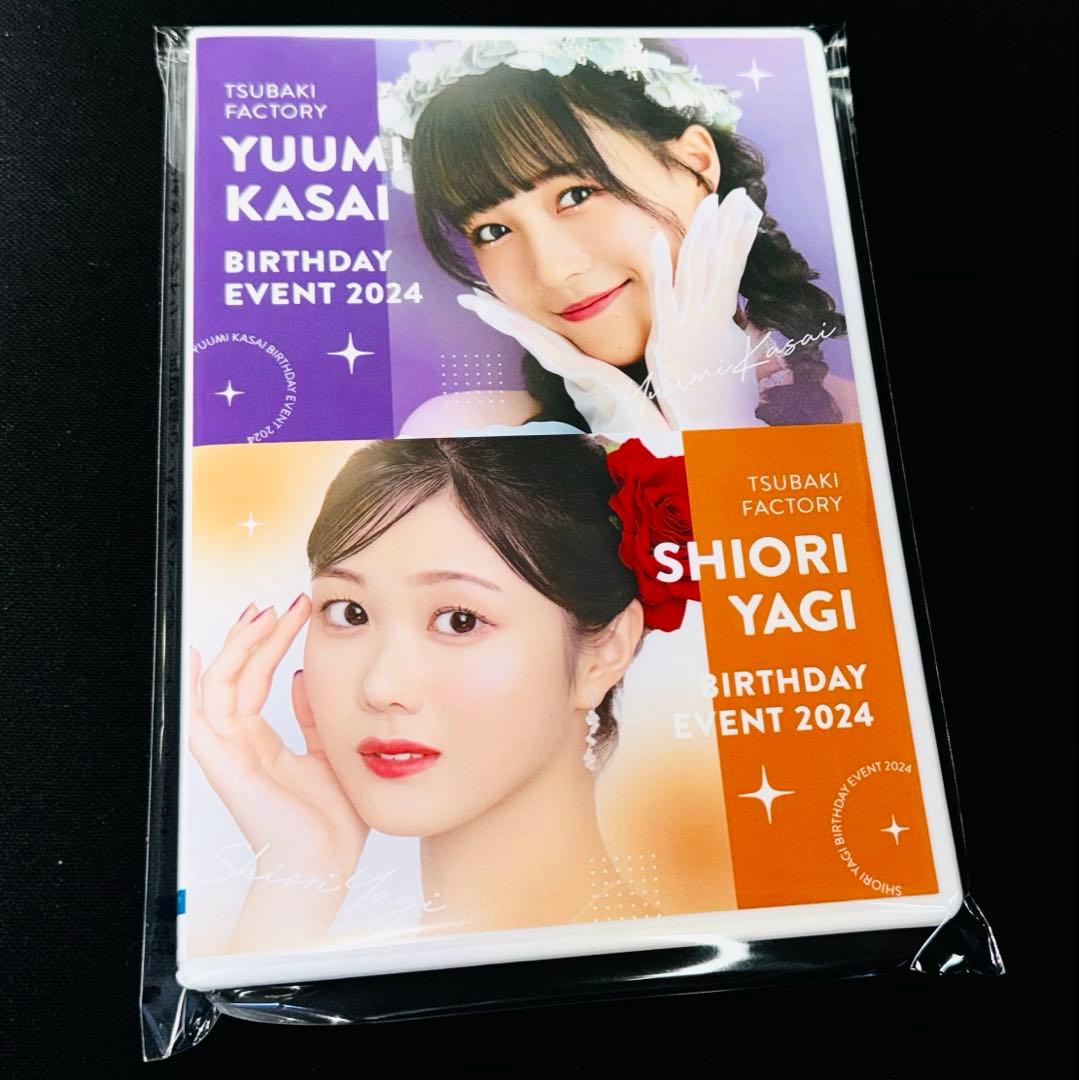 TSUBAKI
FACTORY
YUUMI
KASAI
BIRTHDAY
EVENT 2024
YUUMI KASAI BIRTHDAY EVENT 2024
Yuumi Kasai
TSUBAKI
FACTORY
SHIORI
YAGI
BIRTHDAY
EVENT 2024
SHIORI YAGI BIRTHDAY EVENT 2024
Shiori Yagi